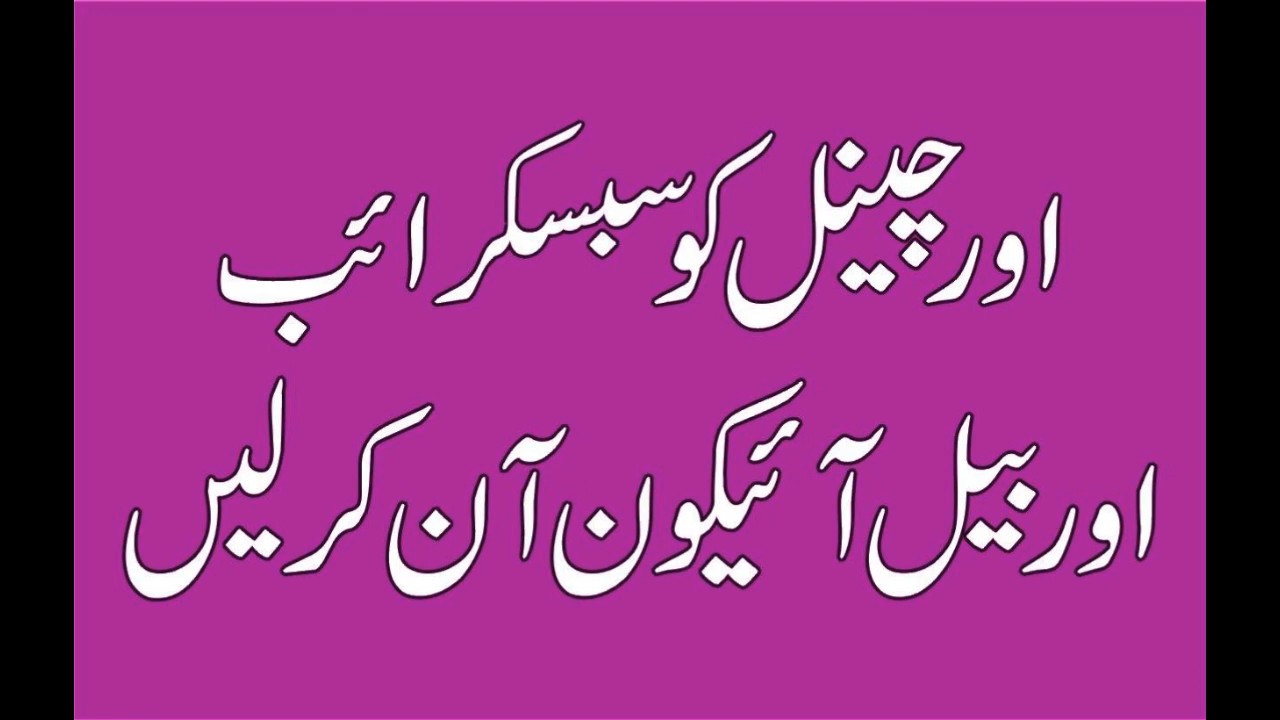 اور چینل کو سبسکرائب
اور بیل آئیکون آن کرلیں